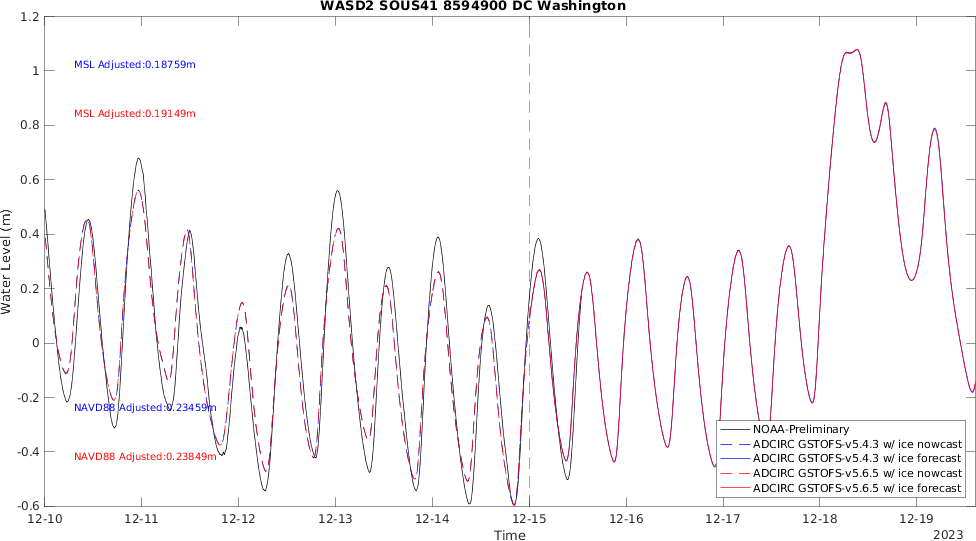 WASD2 SOUS41 8594900 DC Washington
1.2
1
0.8
0.6
0.4
0.2
0
-0.2
-0.4
-0.6
Water Level (m)
MSL Adjusted:0.18759m
MSL Adjusted:0.19149m
NAVD88 Adjusted:0.23459m
NAVD88 Adjusted:0.23849m
NOAA-Preliminary
ADCIRC GSTOFS-v5.4.3 w/ ice nowcast
ADCIRC GSTOFS-v5.4.3 w/ ice forecast
ADCIRC GSTOFS-v5.6.5 w/ ice nowcast
ADCIRC GSTOFS-v5.6.5 w/ ice forecast
12-10 12-11 12-12 12-13 12-14 12-15 12-16 12-17 12-18 12-19
Time
2023